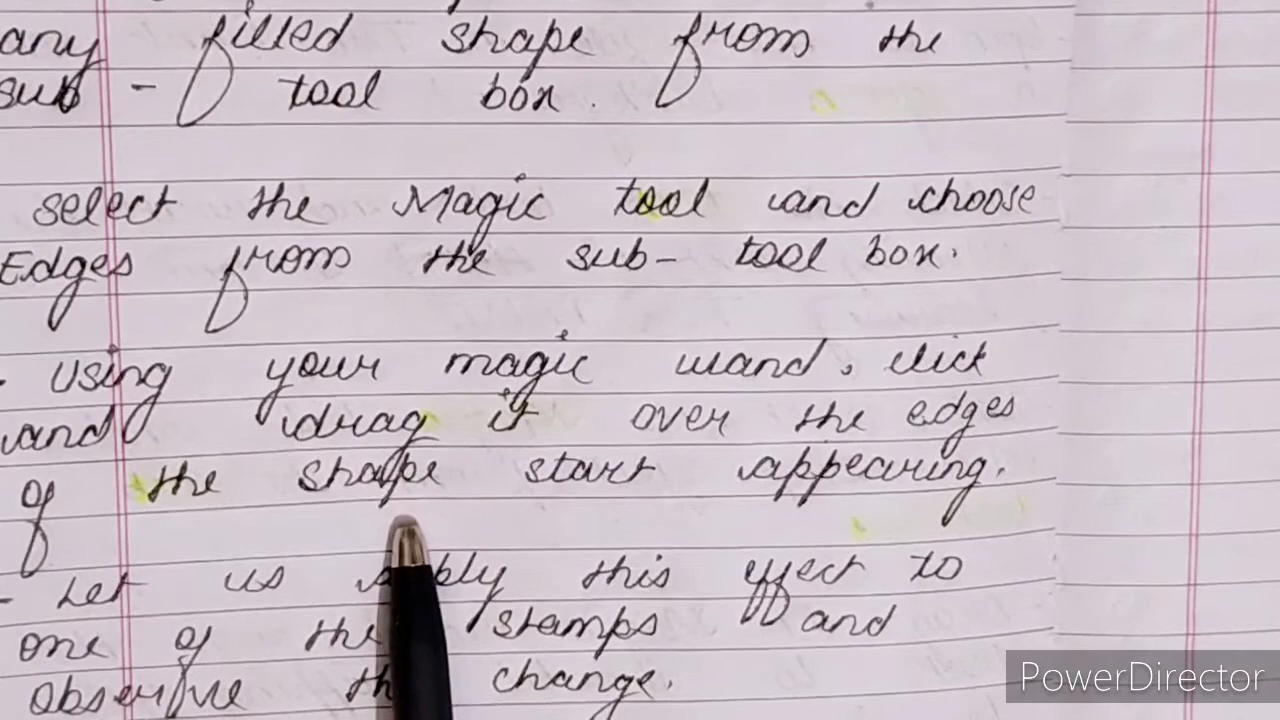 any filled shape from the
sub - tool box.
select the Magic tool and choose
Edges from the sub- tool box.
- Using your magic wand, click
and drag it over the edges
of the shape start appearing.
- Let us apply this effect to
one of the stamps and
observe the change.
PowerDirector